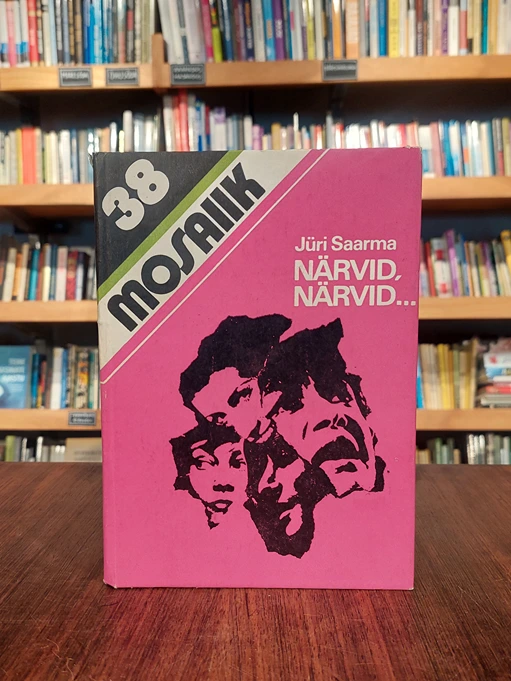 38
MOSAIIK
Jüri Saarma
NÄRVID,
NÄRVID...